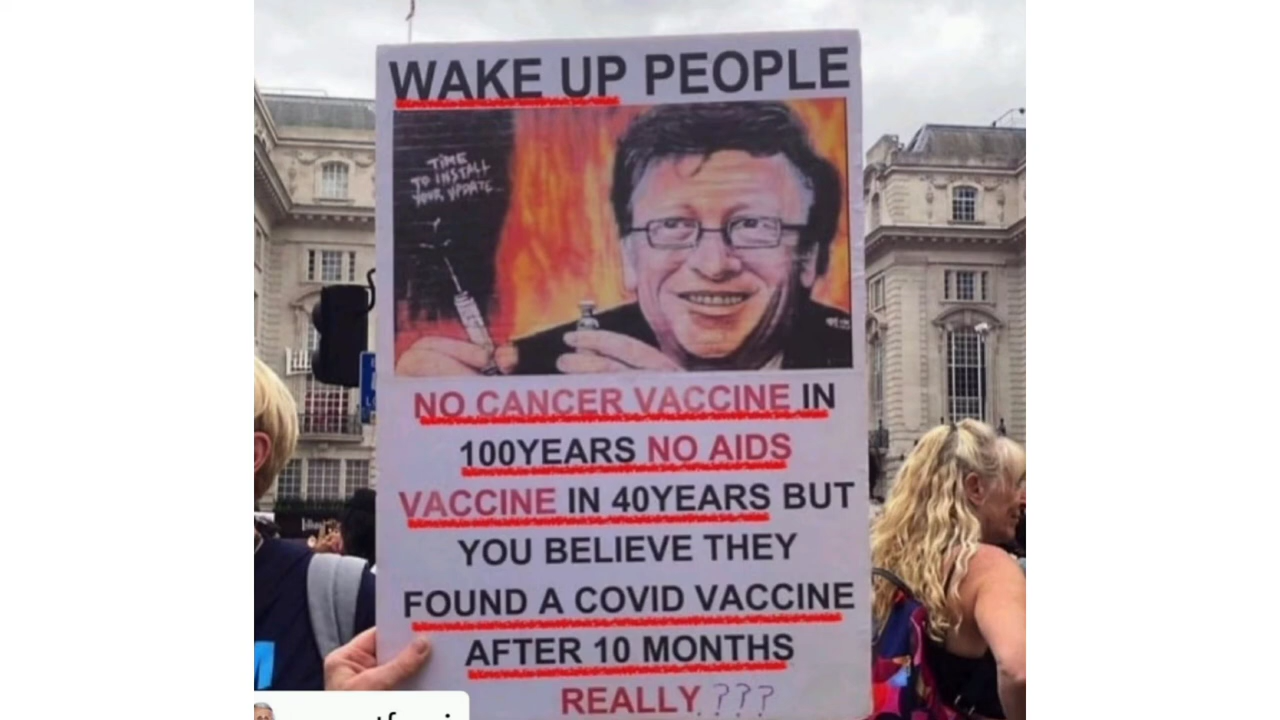 WAKE UP PEOPLE
TIME
TO INSTALL
YOUR UPDATE
NO CANCER VACCINE IN
100YEARS NO AIDS
VACCINE IN 40YEARS BUT
YOU BELIEVE THEY
FOUND A COVID VACCINE
AFTER 10 MONTHS
REALLY ???